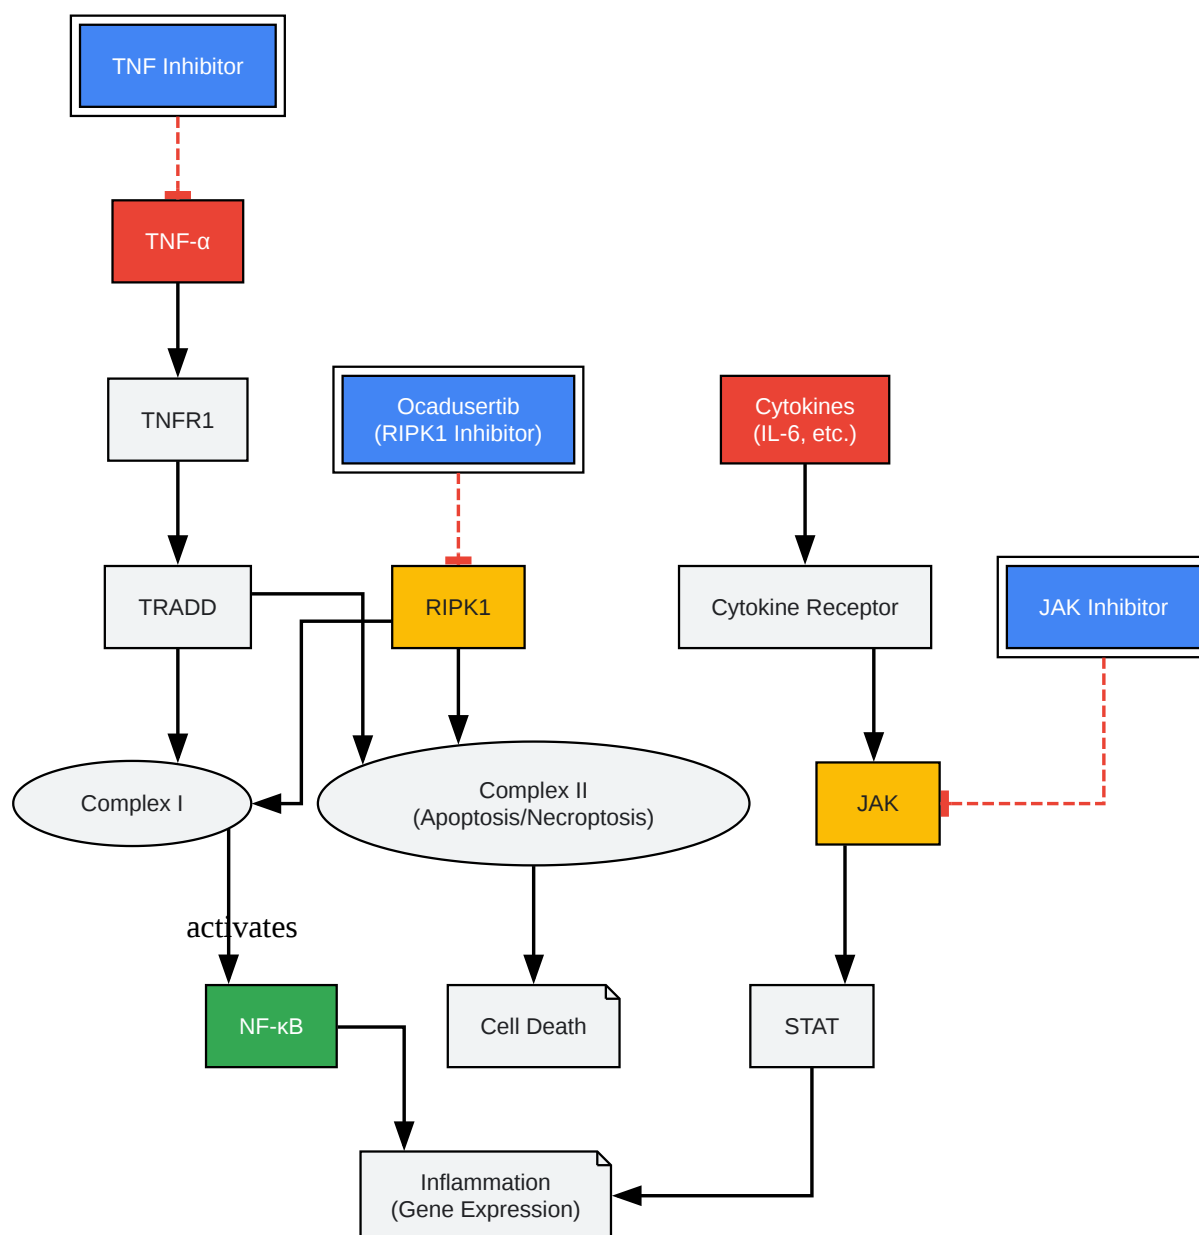 TNF Inhibitor
TNF-α
TNFR1
Ocadusertib
(RIPK1 Inhibitor)
Cytokines
(IL-6, etc.)
TRADD
RIPK1
Cytokine Receptor
JAK Inhibitor
Complex I
Complex II
(Apoptosis/Necroptosis)
JAK
activates
NF-κB
Cell Death
STAT
Inflammation
(Gene Expression)